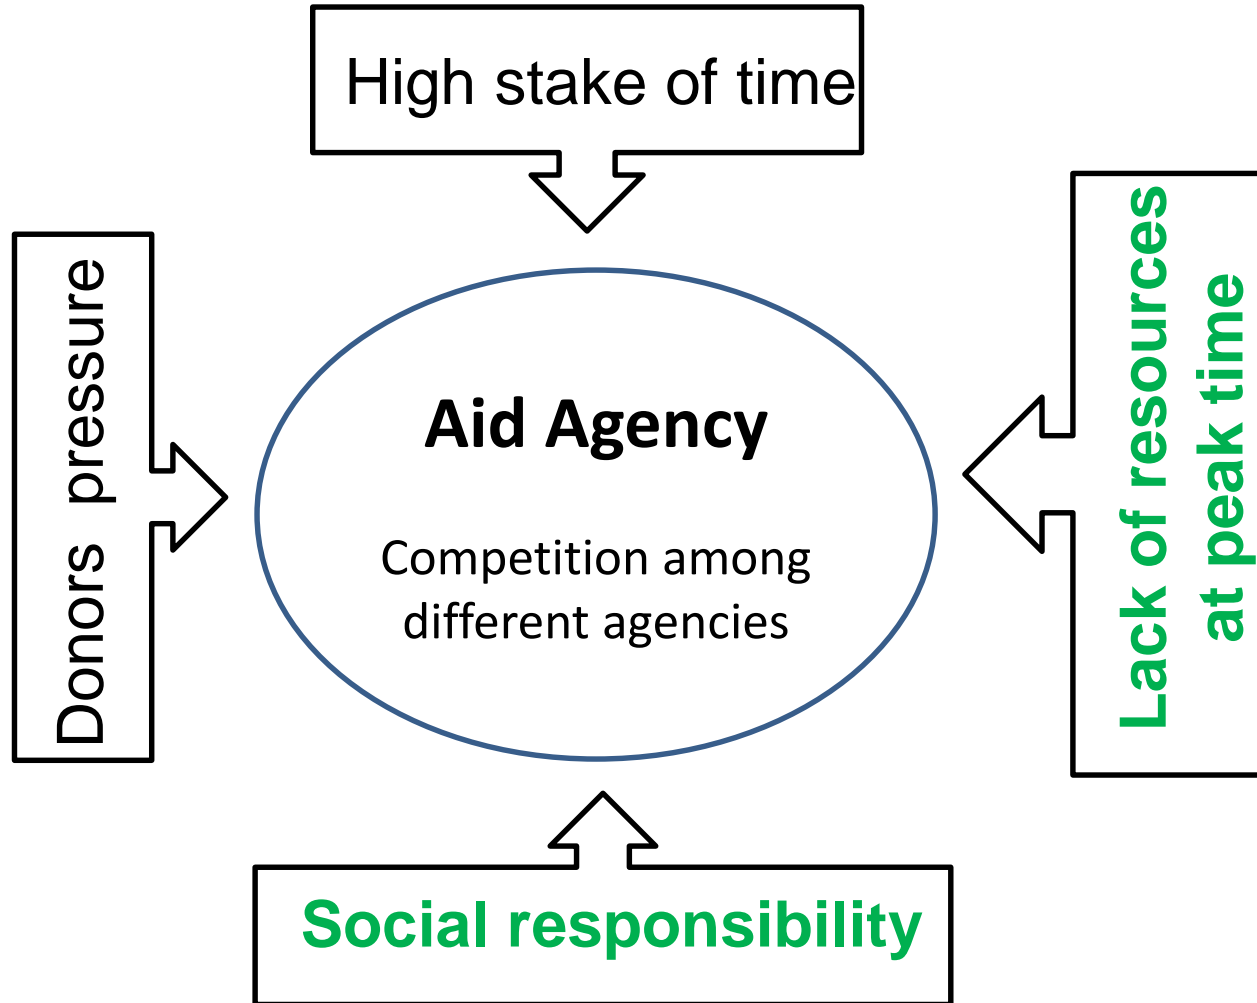 High stake of time
Donors pressure
Aid Agency
Competition among
different agencies
Lack of resources
at peak time
Social responsibility